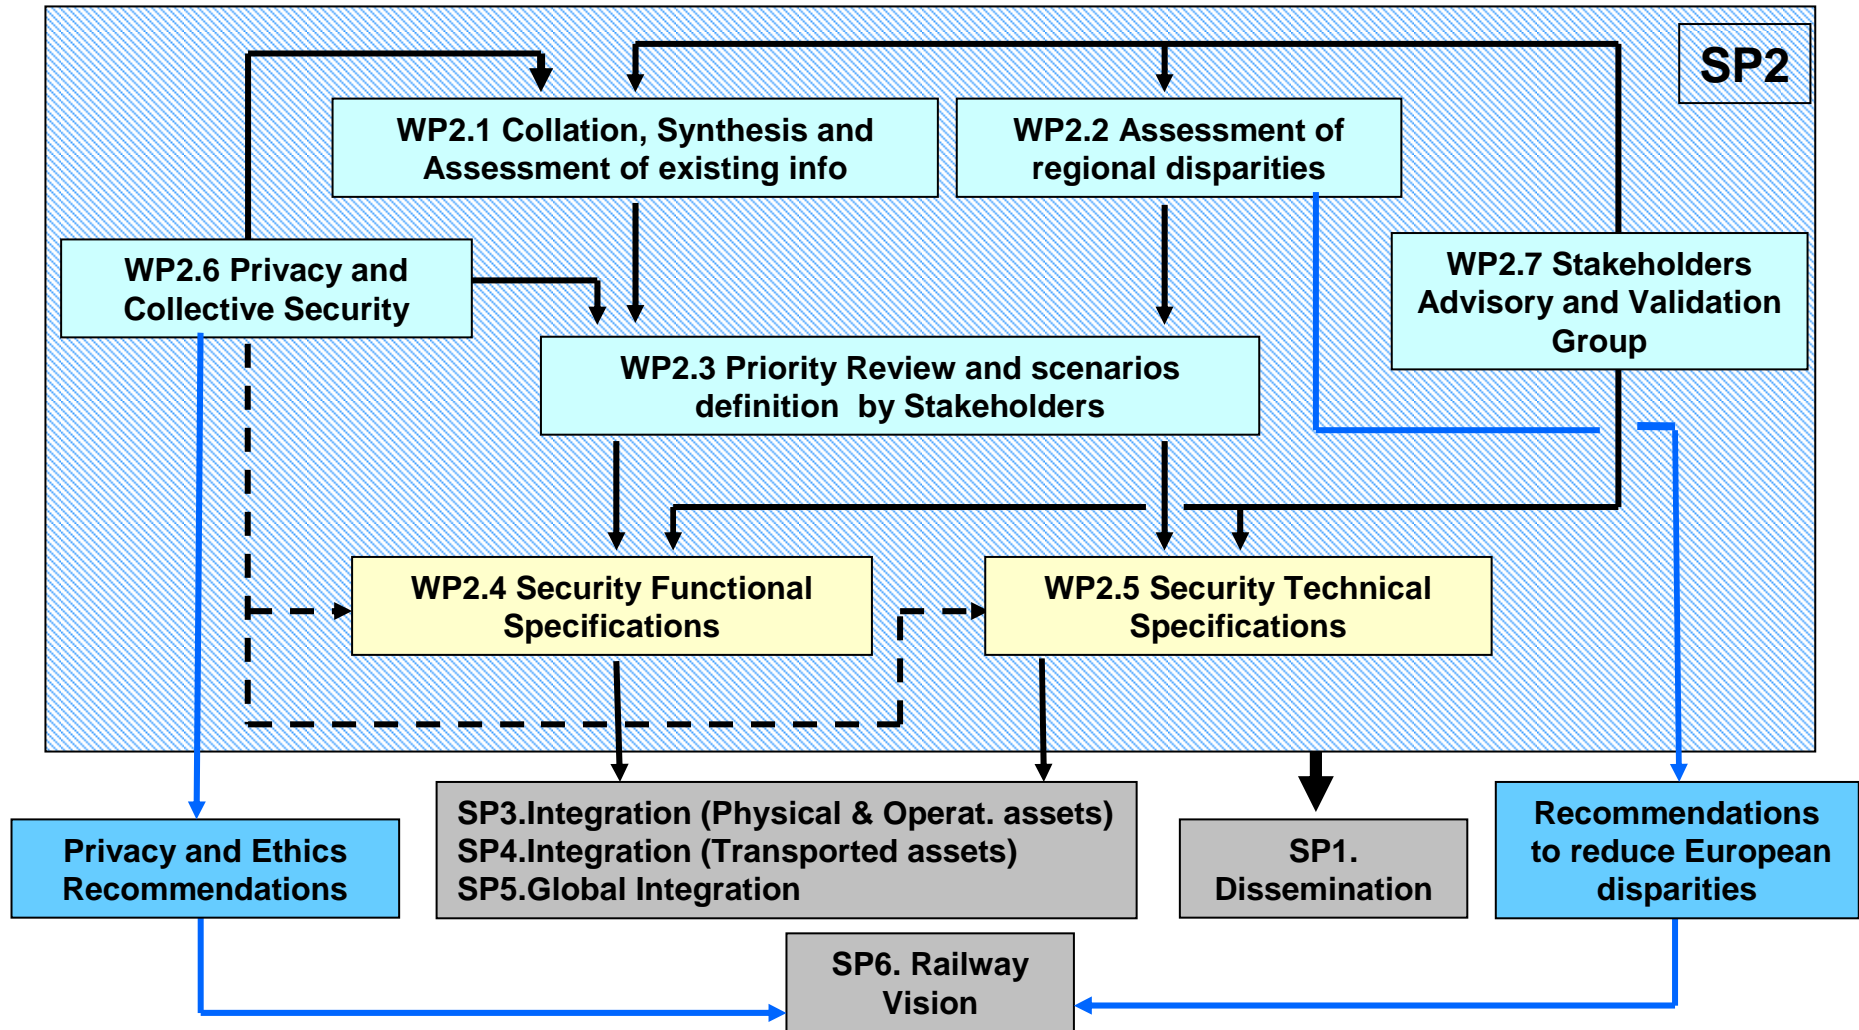 SP2
WP2.1 Collation, Synthesis and
Assessment of existing info
WP2.2 Assessment of
regional disparities
WP2.6 Privacy and
Collective Security
WP2.7 Stakeholders
Advisory and Validation
Group
WP2.3 Priority Review and scenarios
definition  by Stakeholders
WP2.4 Security Functional
Specifications
WP2.5 Security Technical
Specifications
Privacy and Ethics
Recommendations
SP3.Integration (Physical & Operat. assets)
SP4.Integration (Transported assets)
SP5.Global Integration
SP1.
Dissemination
Recommendations
to reduce European
disparities
SP6. Railway
Vision